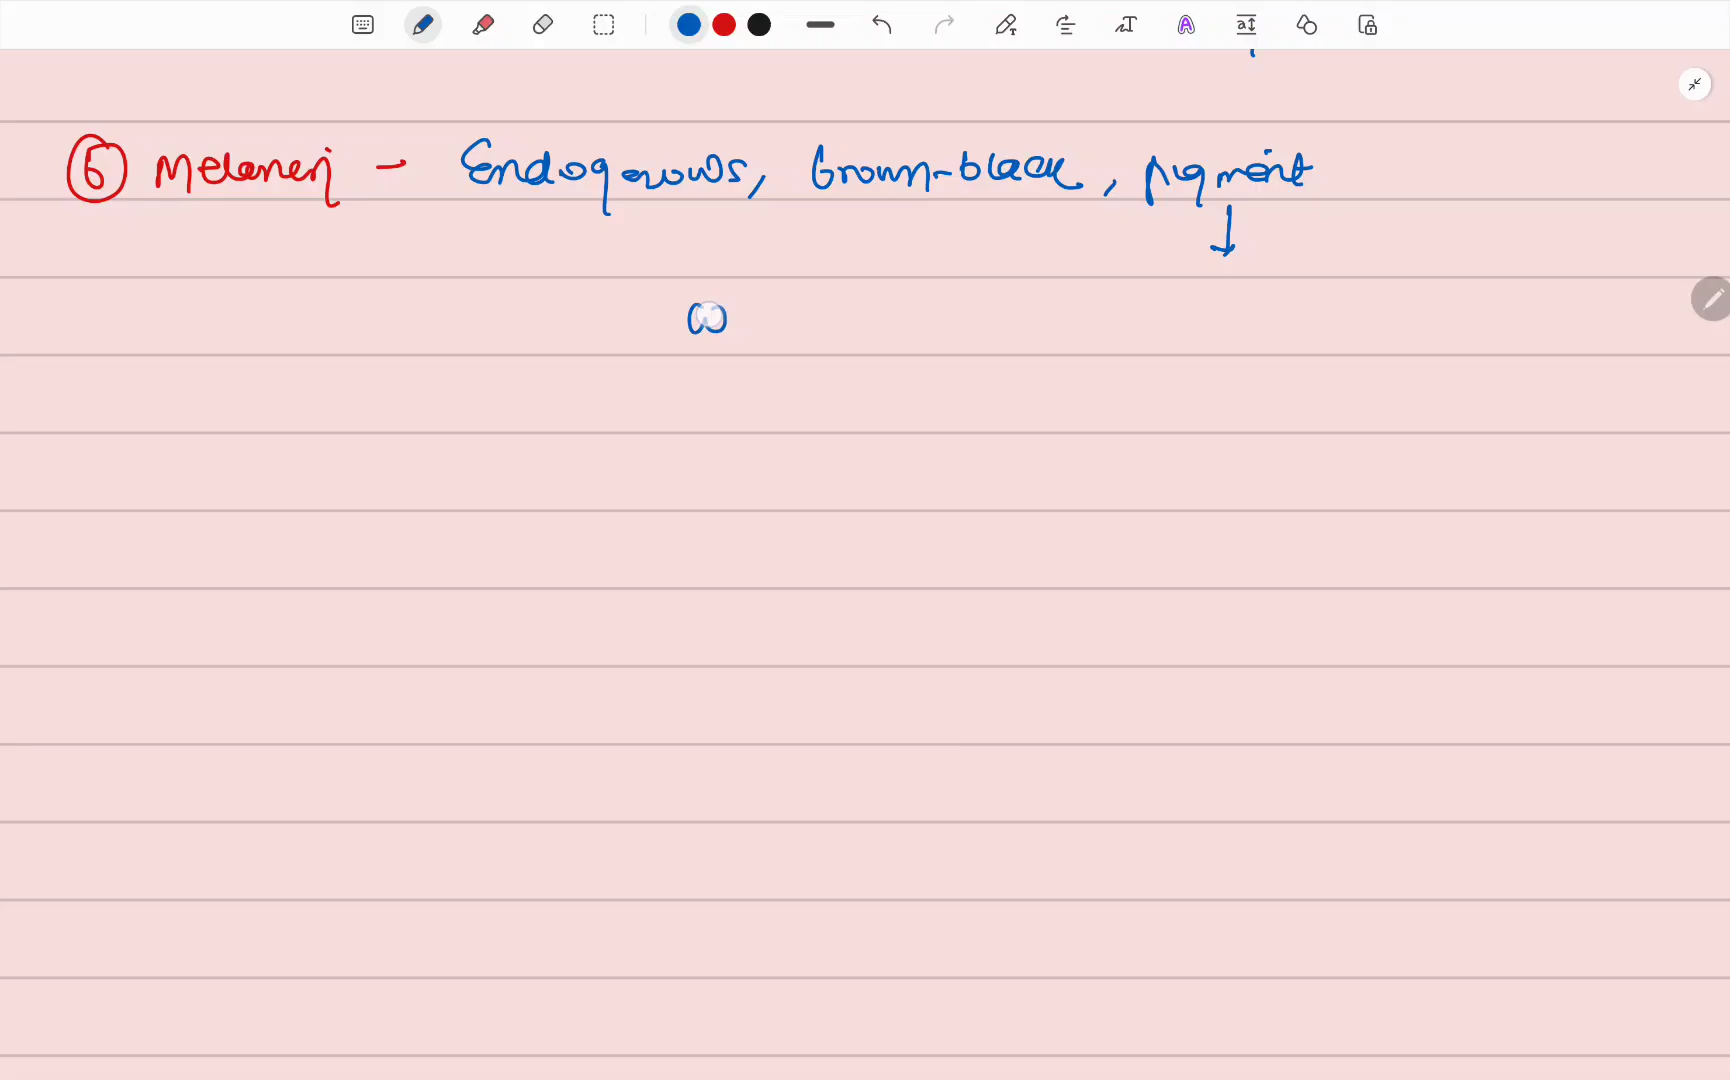 ⑥ Melanin - Endogenous, brown-black, pigment
↓